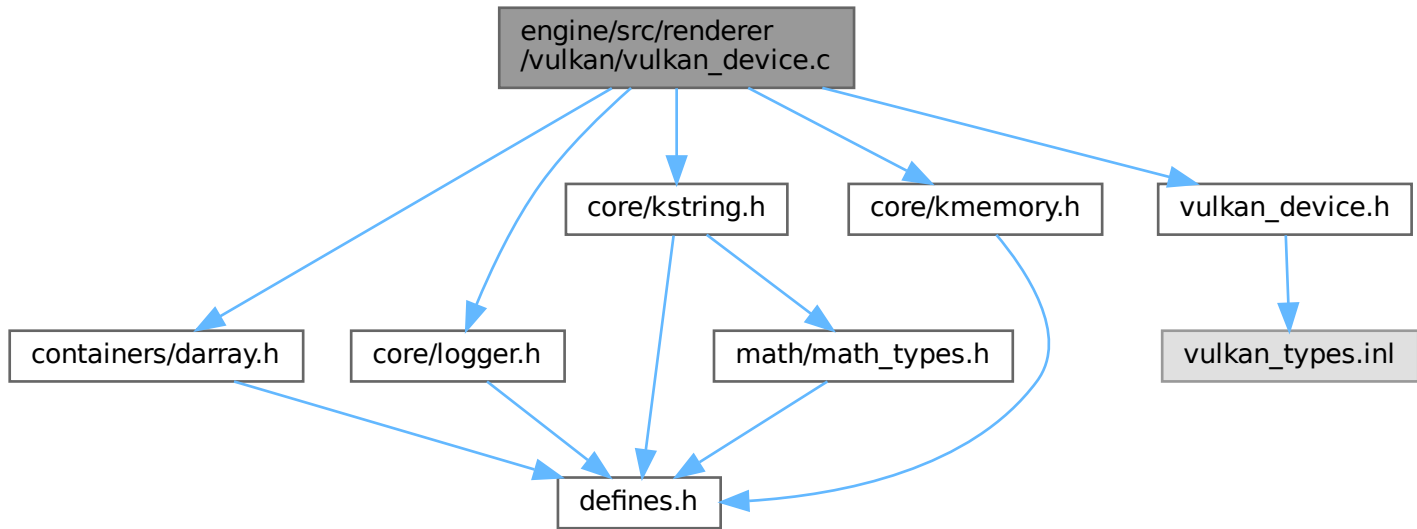 engine/src/renderer
/vulkan/vulkan_device.c
core/kstring.h
core/kmemory.h
vulkan_device.h
containers/darray.h
core/logger.h
math/math_types.h
vulkan_types.inl
defines.h